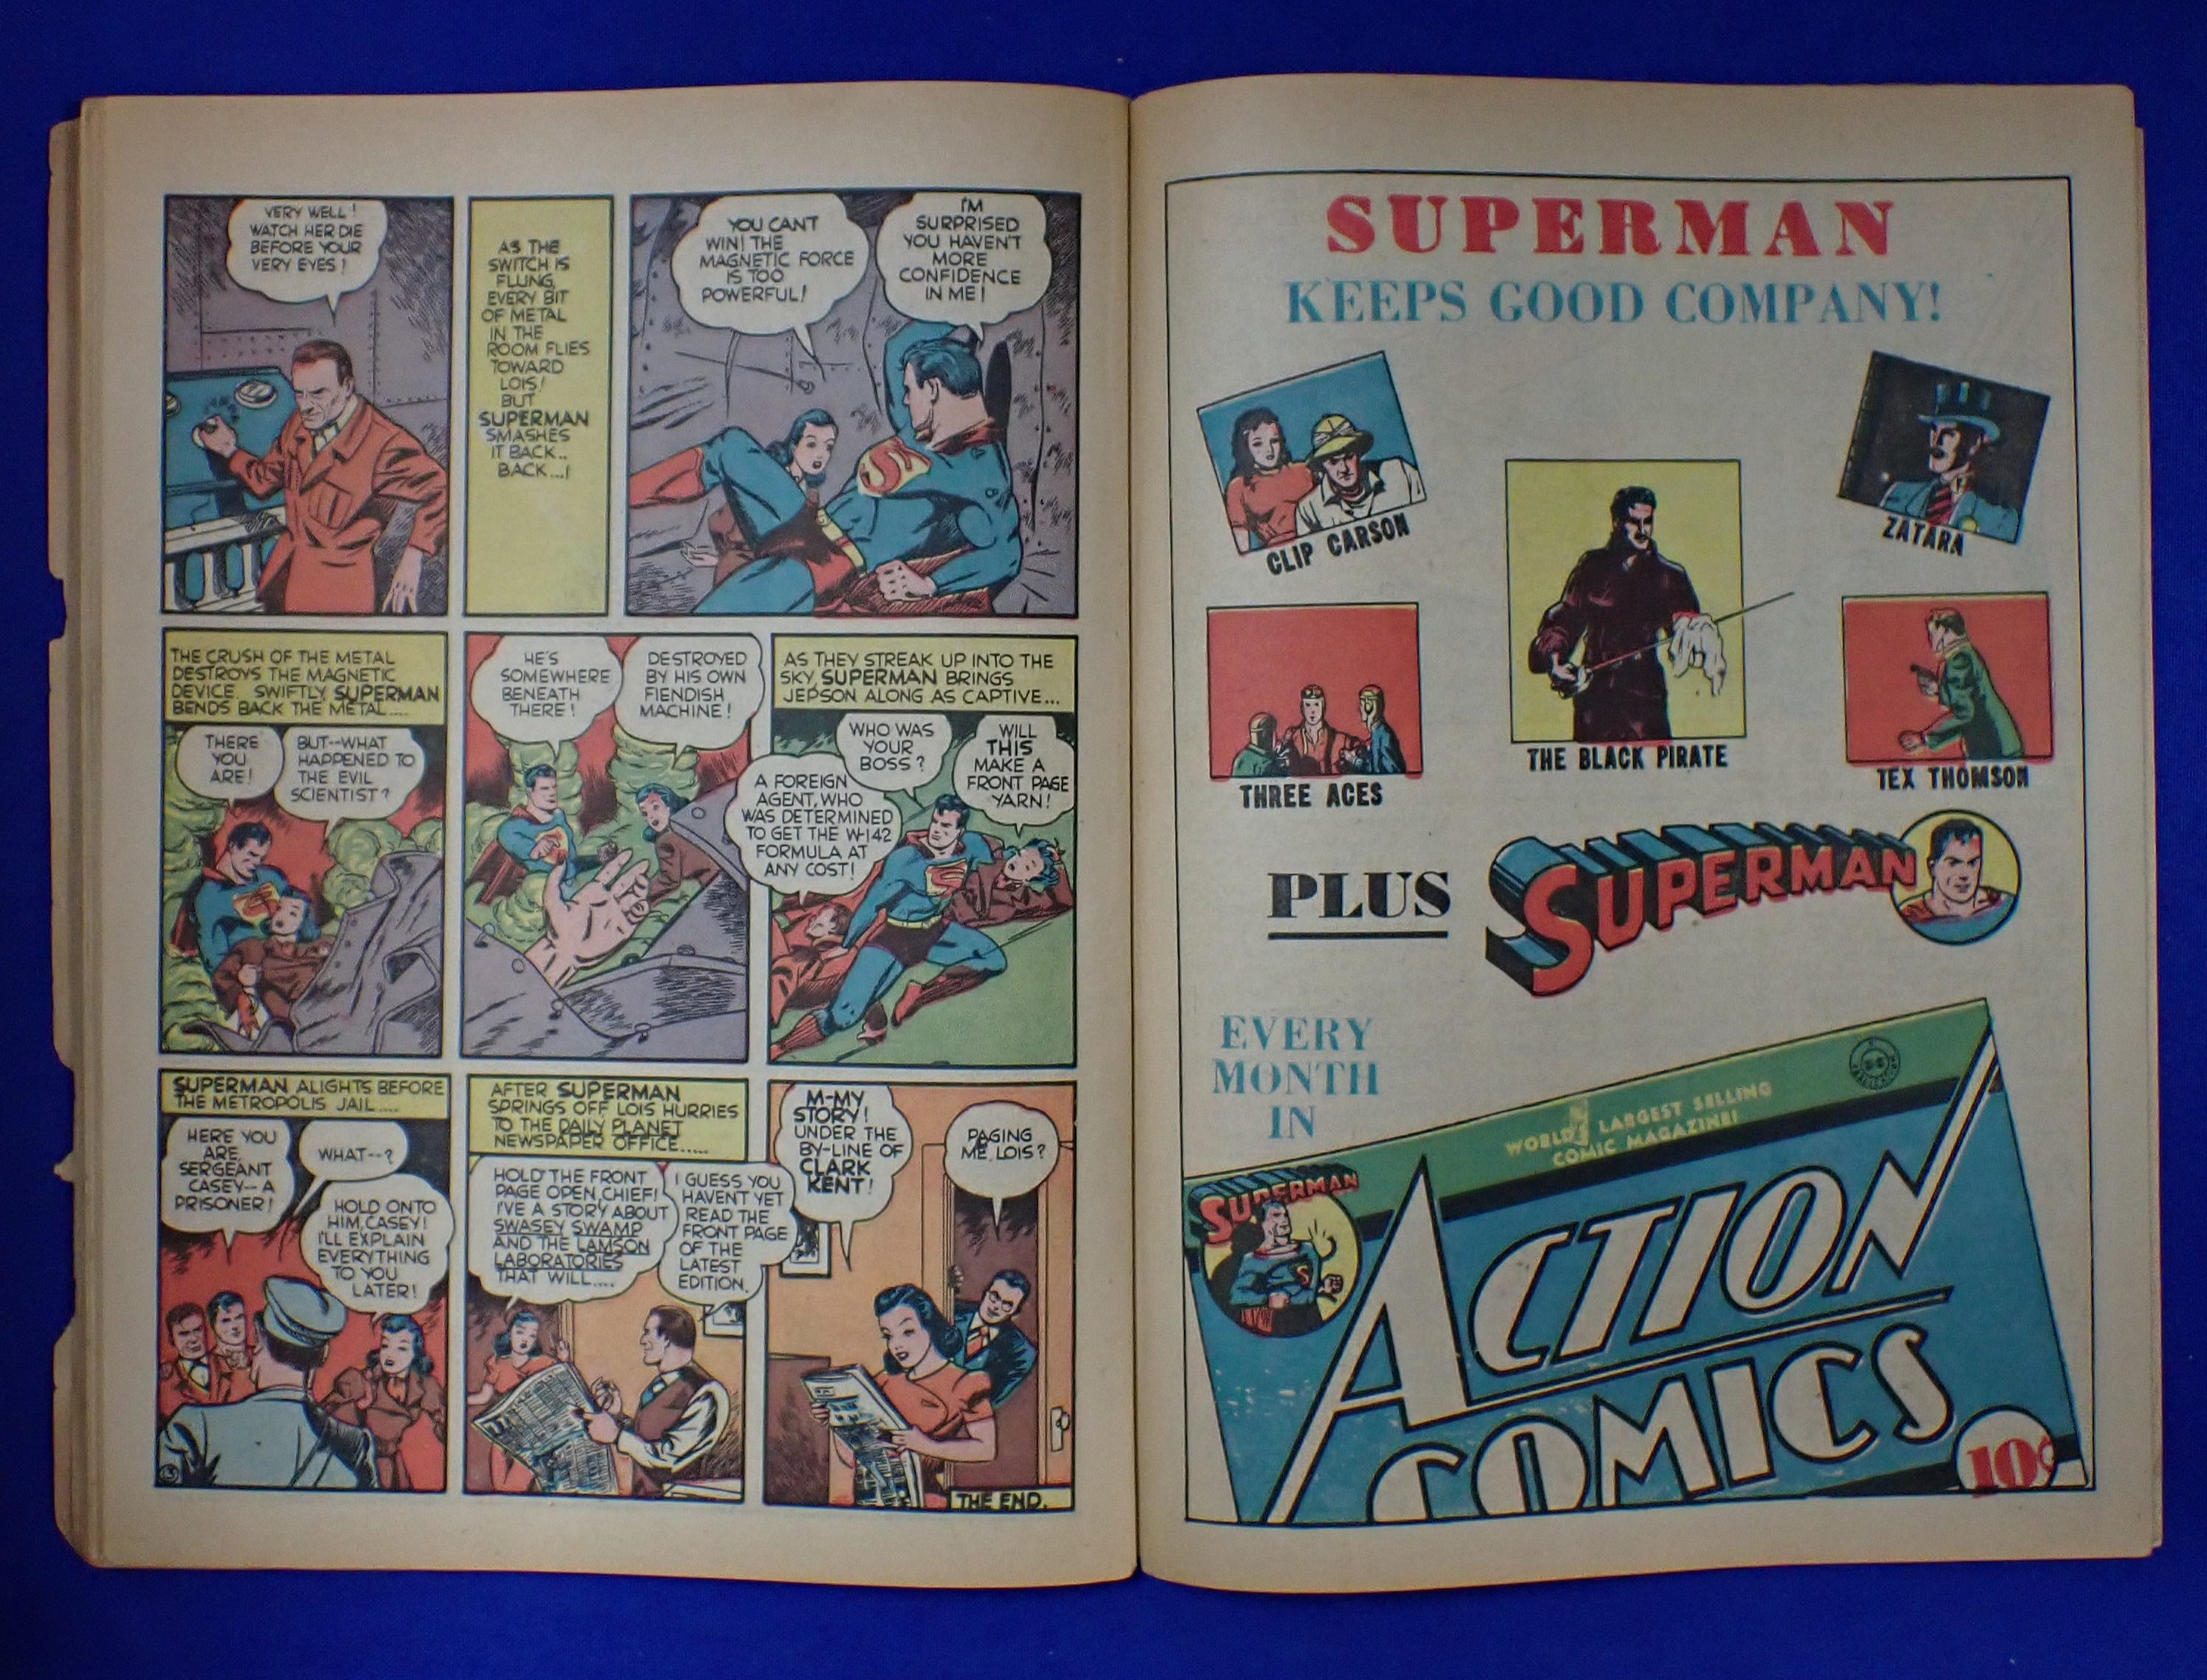 VERY WELL!
WATCH HER DIE
BEFORE YOUR
VERY EYES!
AS THE
SWITCH IS
FLUNG,
EVERY BIT
OF METAL
IN THE
ROOM FLIES
TOWARD
LOIS!
BUT
SUPERMAN
SMASHES
IT BACK..
BACK...!
YOU CAN'T
WIN! THE
MAGNETIC FORCE
IS TOO
POWERFUL!
I'M
SURPRISED
YOU HAVEN'T
MORE
CONFIDENCE
IN ME!
THE CRUSH OF THE METAL
DESTROYS THE MAGNETIC
DEVICE. SWIFTLY, SUPERMAN
BENDS BACK THE METAL....
THERE
YOU
ARE!
BUT--WHAT
HAPPENED TO
THE EVIL
SCIENTIST?
HE'S
SOMEWHERE
BENEATH
THERE!
DESTROYED
BY HIS OWN
FIENDISH
MACHINE!
AS THEY STREAK UP INTO THE
SKY, SUPERMAN BRINGS
JEPSON ALONG AS CAPTIVE...
WHO WAS
YOUR
BOSS?
WILL
THIS
MAKE A
FRONT PAGE
YARN!
A FOREIGN
AGENT, WHO
WAS DETERMINED
TO GET THE W-142
FORMULA AT
ANY COST!
SUPERMAN ALIGHTS BEFORE
THE METROPOLIS JAIL....
HERE YOU
ARE,
SERGEANT
CASEY--A
PRISONER!
WHAT--?
HOLD ONTO
HIM, CASEY!
I'LL EXPLAIN
EVERYTHING
TO YOU
LATER!
13
AFTER SUPERMAN
SPRINGS OFF LOIS HURRIES
TO THE DAILY PLANET
NEWSPAPER OFFICE.....
HOLD THE FRONT
PAGE OPEN, CHIEF!
I'VE A STORY ABOUT
SWASEY SWAMP
AND THE LAMSON
LABORATORIES
THAT WILL....
I GUESS YOU
HAVEN'T YET
READ THE
FRONT PAGE
OF THE
LATEST
EDITION.
M-MY
STORY!
UNDER THE
BY-LINE OF
CLARK
KENT!
PAGING
ME, LOIS?
THE END.
SUPERMAN
KEEPS GOOD COMPANY!
CLIP CARSON
ZATARA
THE BLACK PIRATE
THREE ACES
TEX THOMSON
PLUS
SUPERMAN
EVERY
MONTH
IN
WORLD'S LARGEST SELLING
COMIC MAGAZINE!
SUPERMAN
ACTION
COMICS
10¢